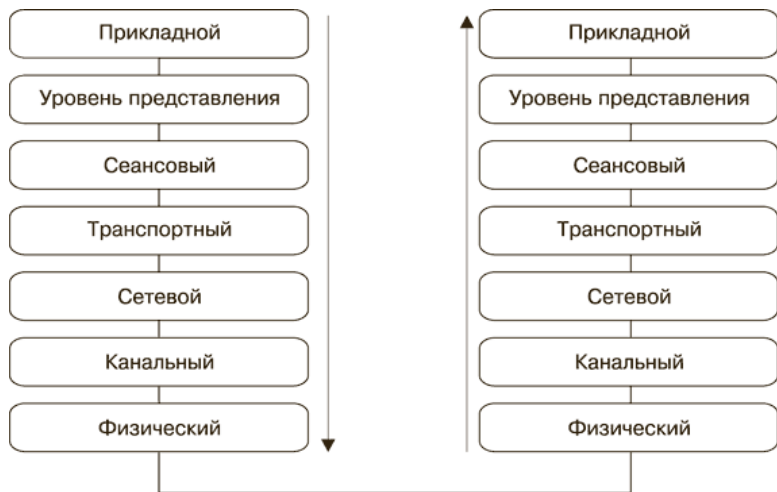 Прикладной
Уровень представления
Сеансовый
Транспортный
Сетевой
Канальный
Физический
Прикладной
Уровень представления
Сеансовый
Транспортный
Сетевой
Канальный
Физический